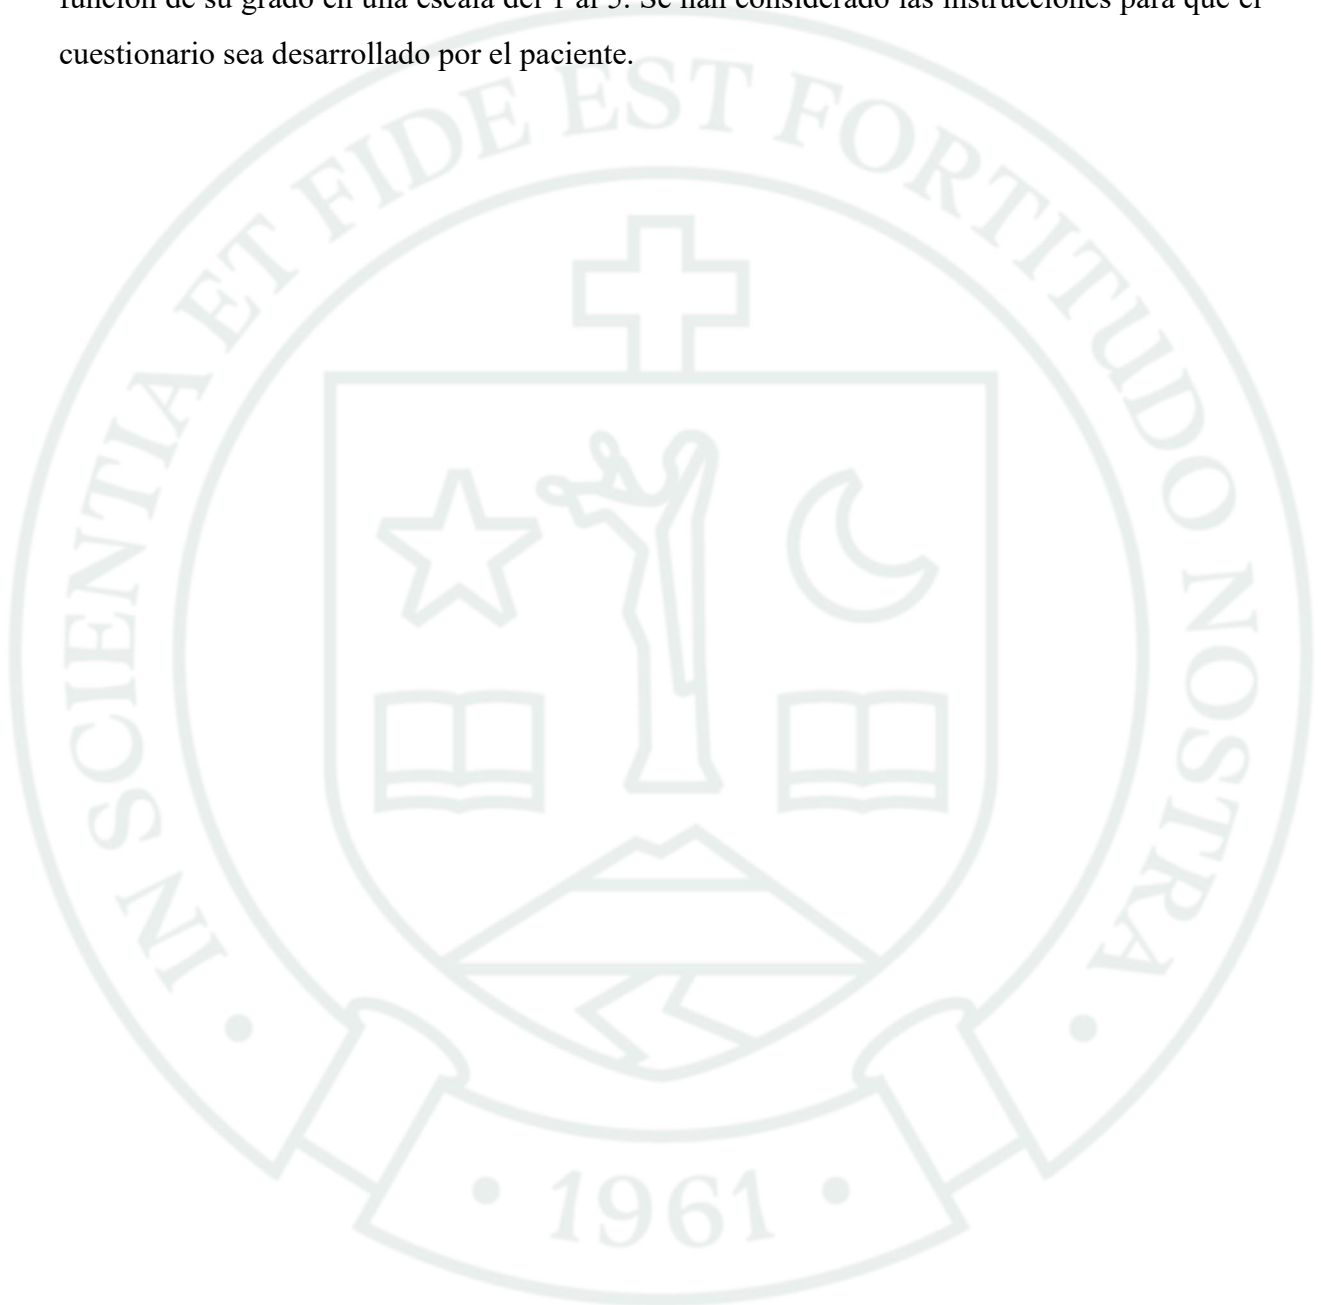 función de su grado en una escala del 1 al 5. Se han considerado las instrucciones para que el
cuestionario sea desarrollado por el paciente.
IN SCIENTIA ET FIDE EST FORTITUDO NOSTRA
• 1961 •